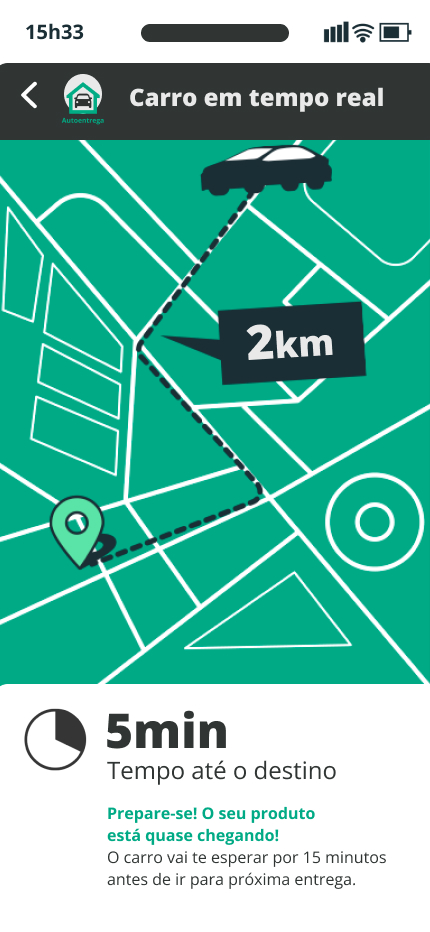 15h33
Autoentrega
Carro em tempo real
2km
5min
Tempo até o destino
Prepare-se! O seu produto
está quase chegando!
O carro vai te esperar por 15 minutos
antes de ir para próxima entrega.